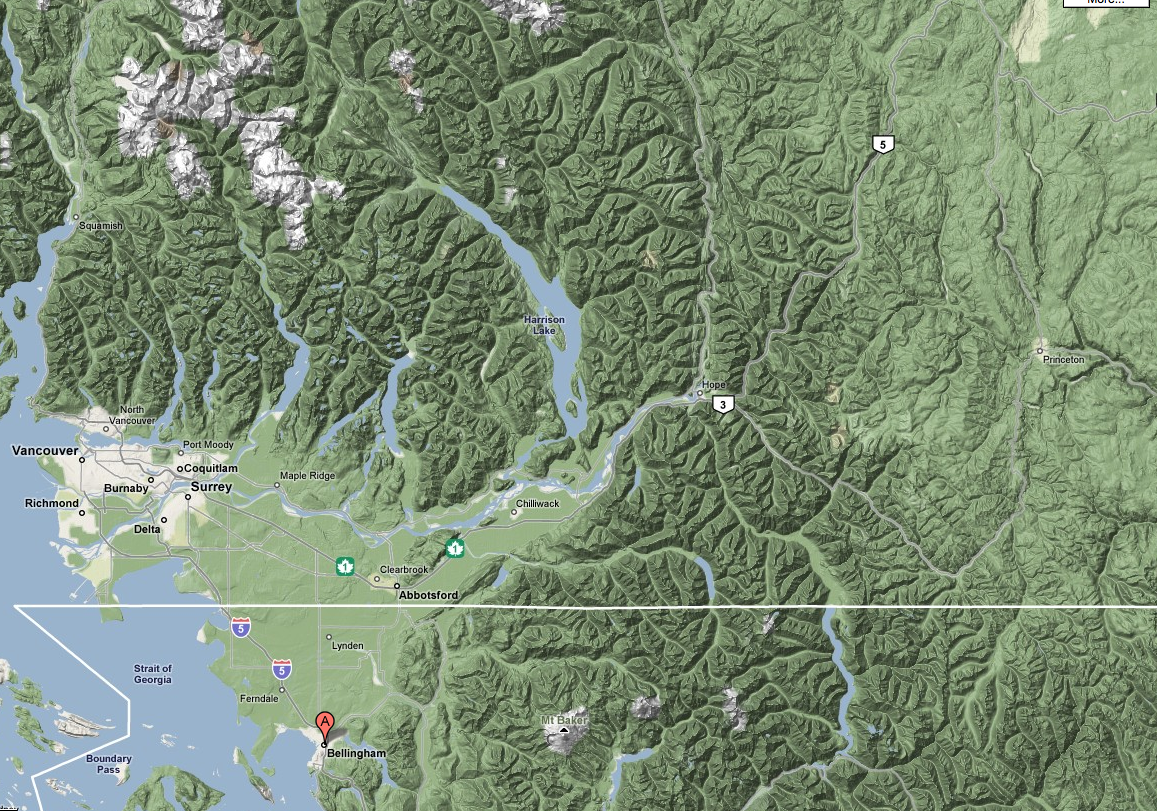 More...
5
Squamish
Harrison
Lake
Princeton
Hope
3
North
Vancouver
Vancouver
Port Moody
Coquitlam
Maple Ridge
Burnaby
Surrey
Richmond
Chilliwack
Delta
1
1
Clearbrook
Abbotsford
5
Lynden
5
Strait of
Georgia
Ferndale
A
Mt Baker
Bellingham
Boundary
Pass